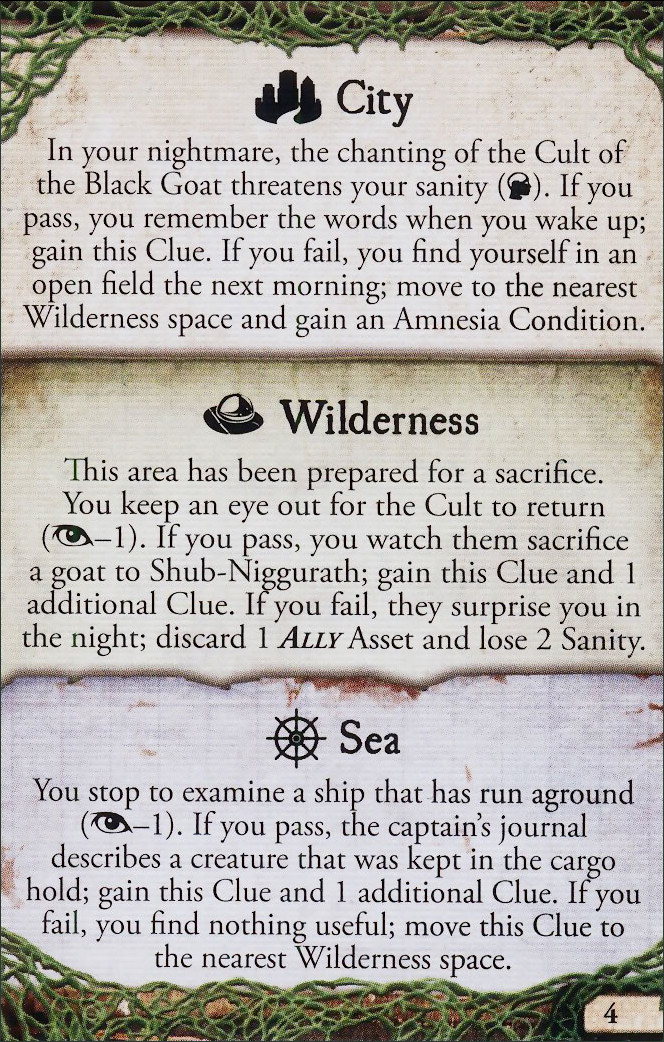 City
In your nightmare, the chanting of the Cult of
the Black Goat threatens your sanity (). If you
pass, you remember the words when you wake up;
gain this Clue. If you fail, you find yourself in an
open field the next morning; move to the nearest
Wilderness space and gain an Amnesia Condition.
Wilderness
This area has been prepared for a sacrifice.
You keep an eye out for the Cult to return
(–1). If you pass, you watch them sacrifice
a goat to Shub-Niggurath; gain this Clue and 1
additional Clue. If you fail, they surprise you in
the night; discard 1 ALLY Asset and lose 2 Sanity.
Sea
You stop to examine a ship that has run aground
(–1). If you pass, the captain’s journal
describes a creature that was kept in the cargo
hold; gain this Clue and 1 additional Clue. If you
fail, you find nothing useful; move this Clue to
the nearest Wilderness space.
4